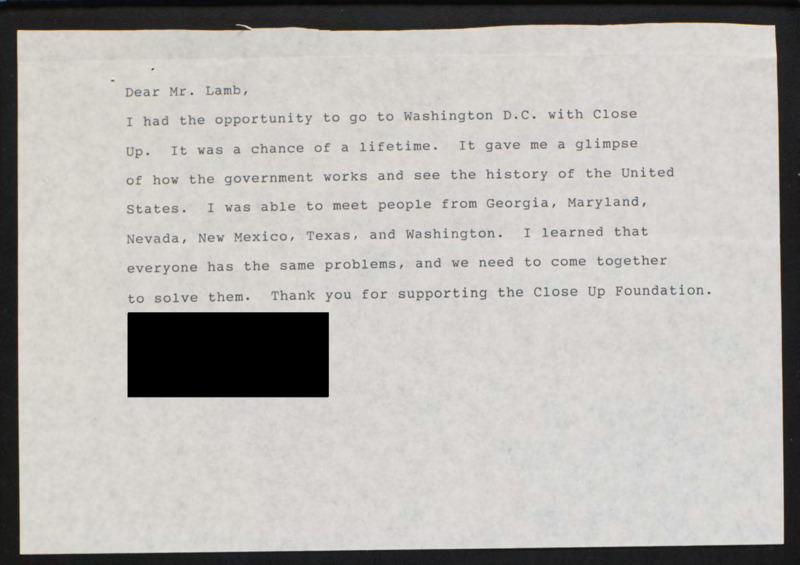 Dear Mr. Lamb,
I had the opportunity to go to Washington D.C. with Close
Up.  It was a chance of a lifetime.  It gave me a glimpse
of how the government works and see the history of the United
States.  I was able to meet people from Georgia, Maryland,
Nevada, New Mexico, Texas, and Washington.  I learned that
everyone has the same problems, and we need to come together
to solve them.  Thank you for supporting the Close Up Foundation.